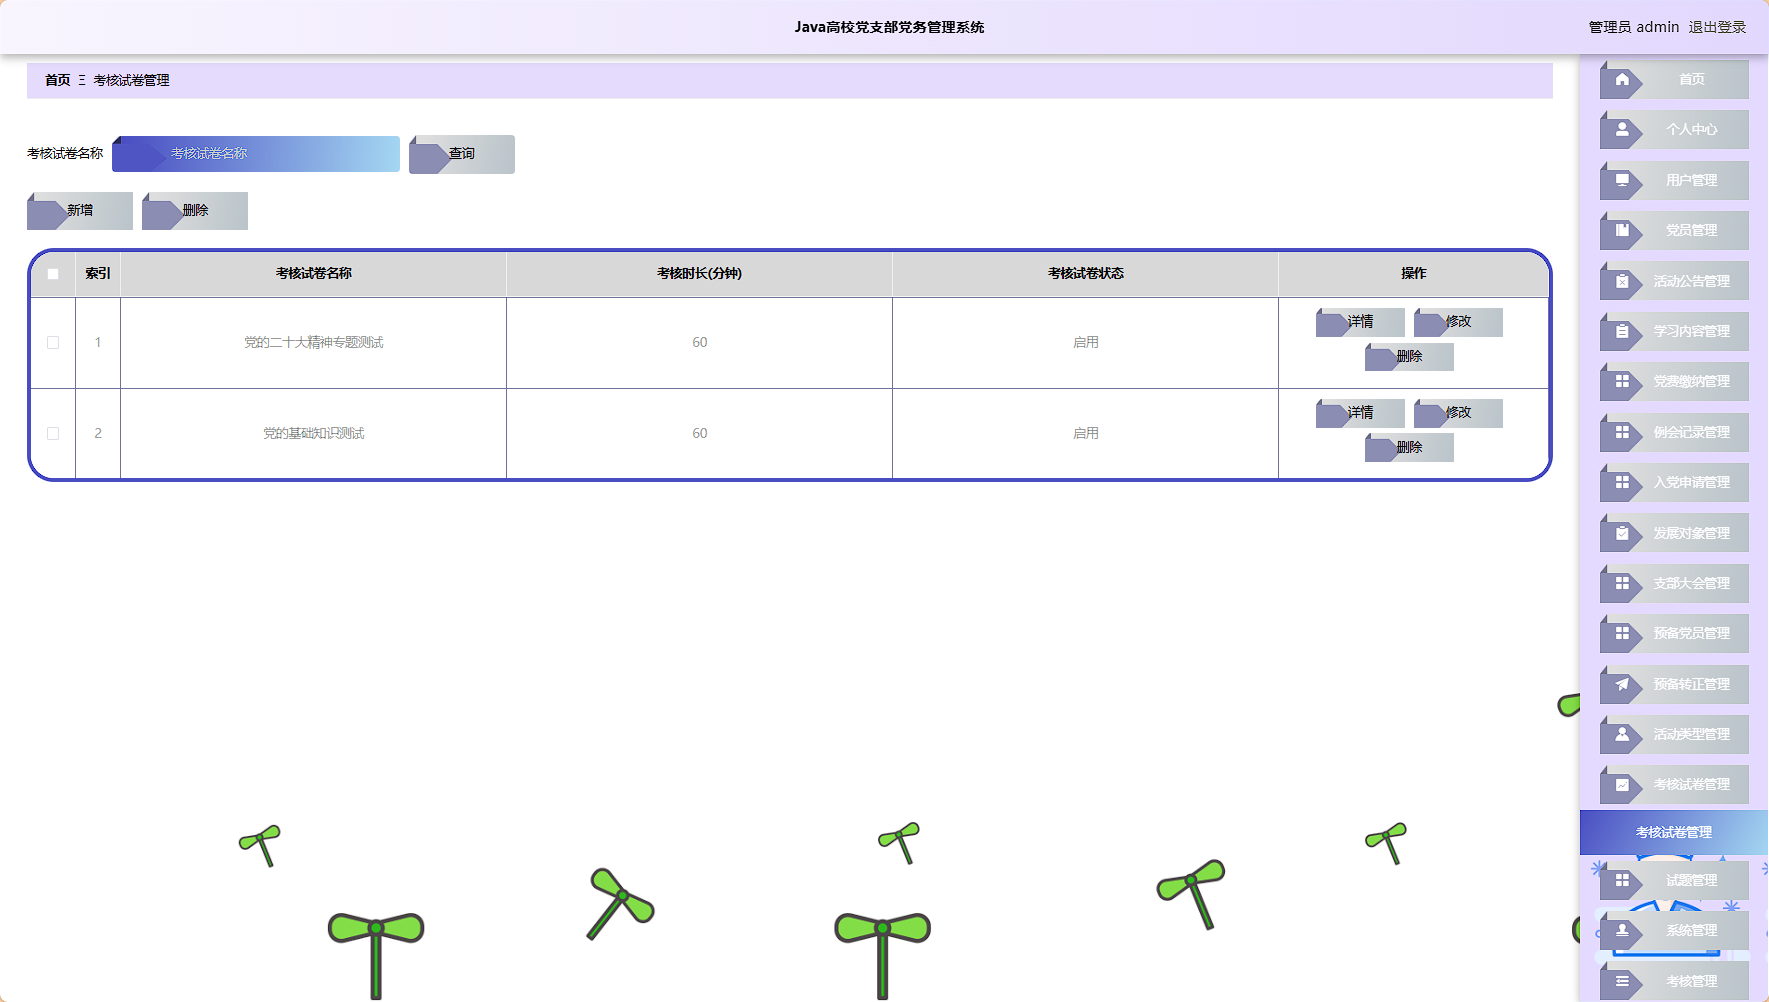 Java高校党支部党务管理系统
管理员 admin 退出登录
首页 Ξ 考核试卷管理
考核试卷名称 考核试卷名称 查询
新增 删除
索引 考核试卷名称 考核时长(分钟) 考核试卷状态 操作
1 党的二十大精神专题测试 60 启用 详情 修改
删除
2 党的基础知识测试 60 启用 详情 修改
删除
首页
个人中心
用户管理
党员管理
活动公告管理
学习内容管理
党费缴纳管理
例会记录管理
入党申请管理
发展对象管理
支部大会管理
预备党员管理
预备转正管理
活动类型管理
考核试卷管理
考核试卷管理
试题管理
系统管理
考核管理